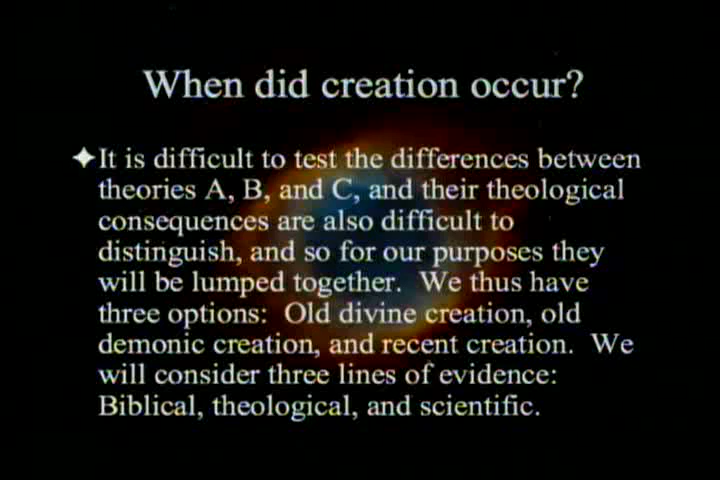 When did creation occur?
It is difficult to test the differences between
theories A, B, and C, and their theological
consequences are also difficult to
distinguish, and so for our purposes they
will be lumped together.  We thus have
three options:  Old divine creation, old
demonic creation, and recent creation.  We
will consider three lines of evidence:
Biblical, theological, and scientific.